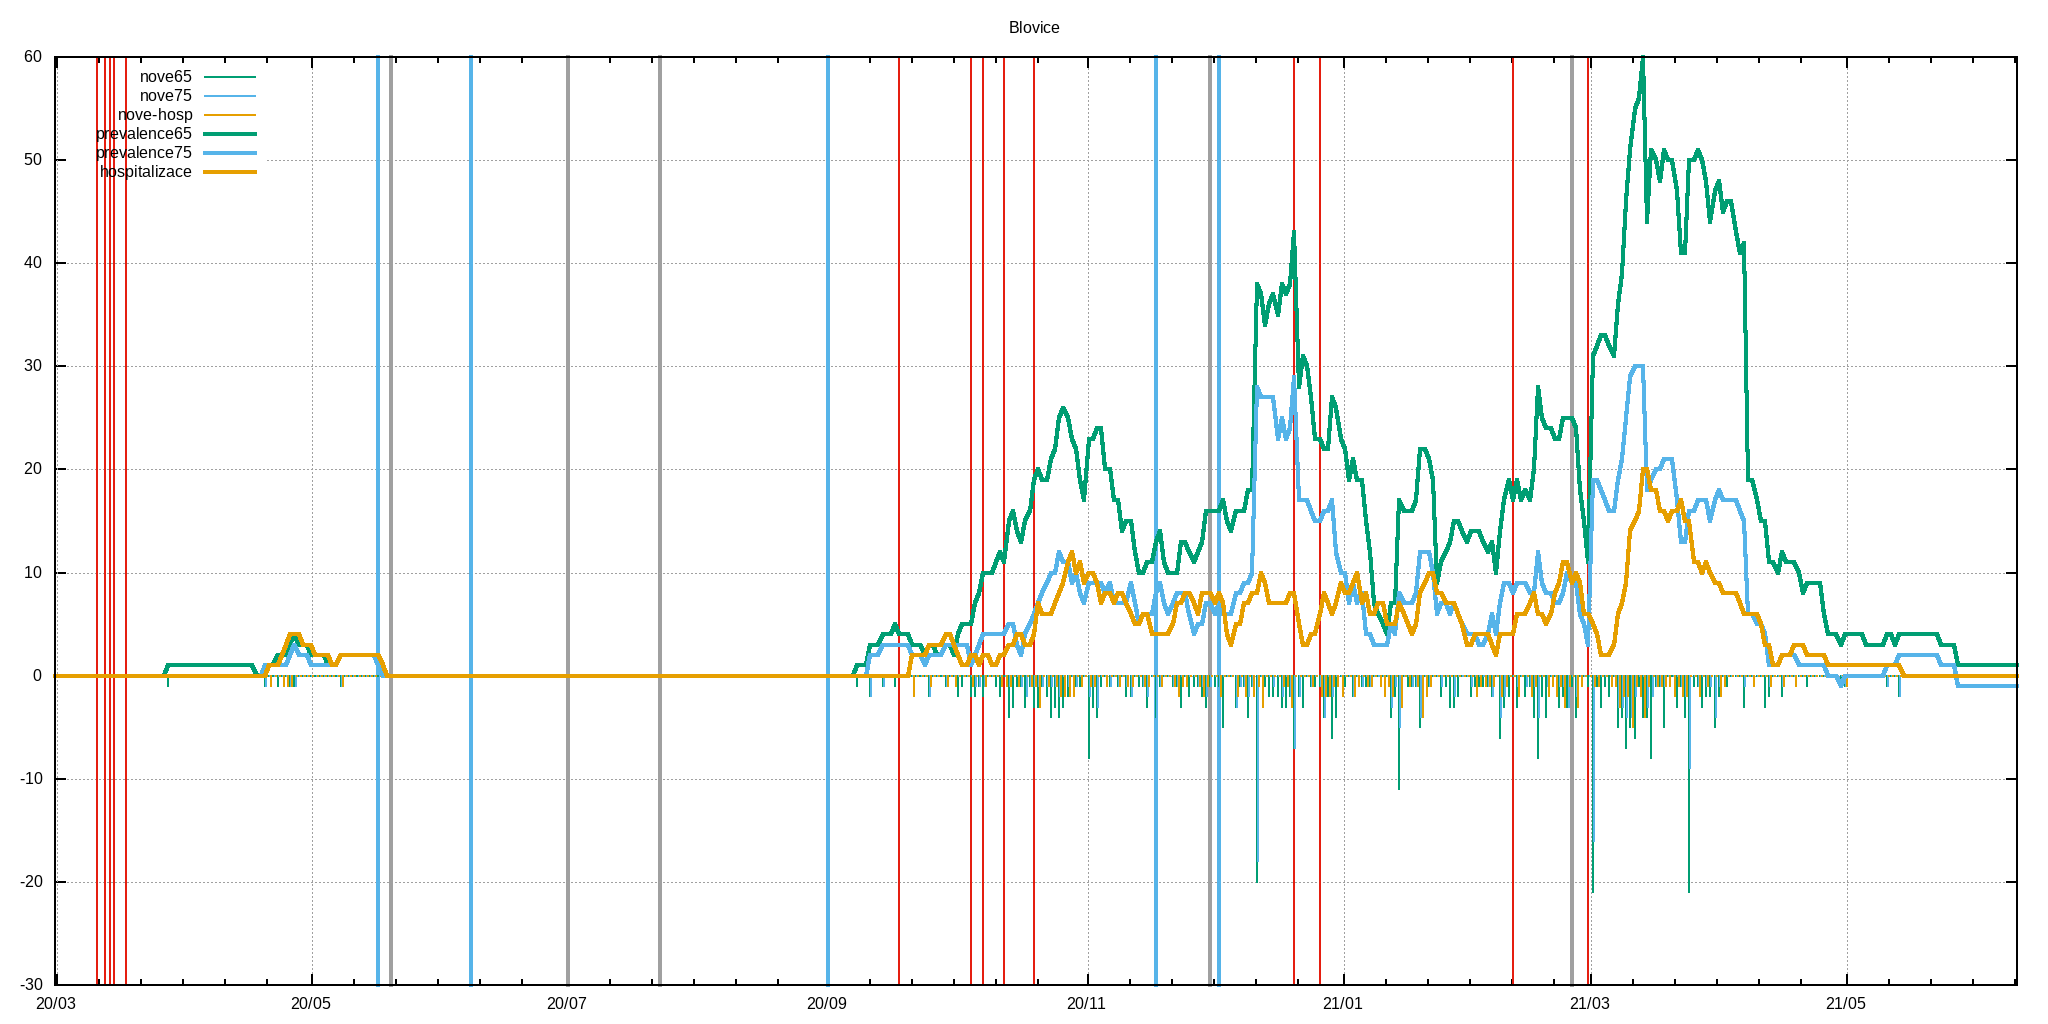 Blovice
60
50
40
30
20
10
0
-10
-20
-30
nove65
nove75
nove-hosp
prevalence65
prevalence75
hospitalizace
20/03 20/05 20/07 20/09 20/11 21/01 21/03 21/05